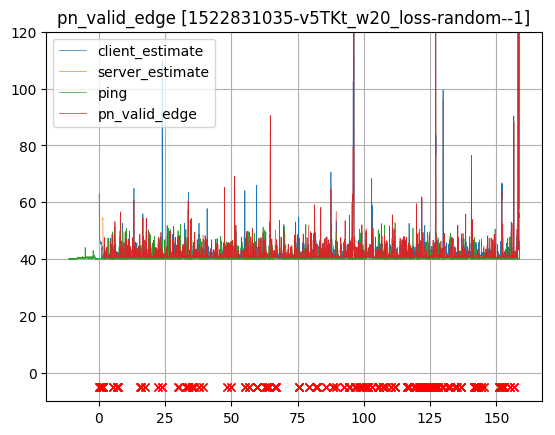 pn_valid_edge [1522831035-v5TKt_w20_loss-random--1]
120
100
80
60
40
20
0
client_estimate
server_estimate
ping
pn_valid_edge
0 25 50 75 100 125 150